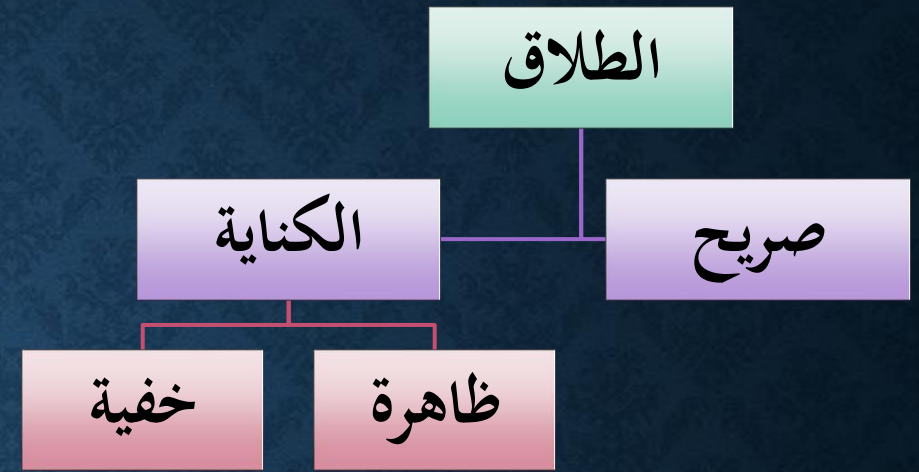 الطلاق
صريح
الكناية
ظاهرة
خفية